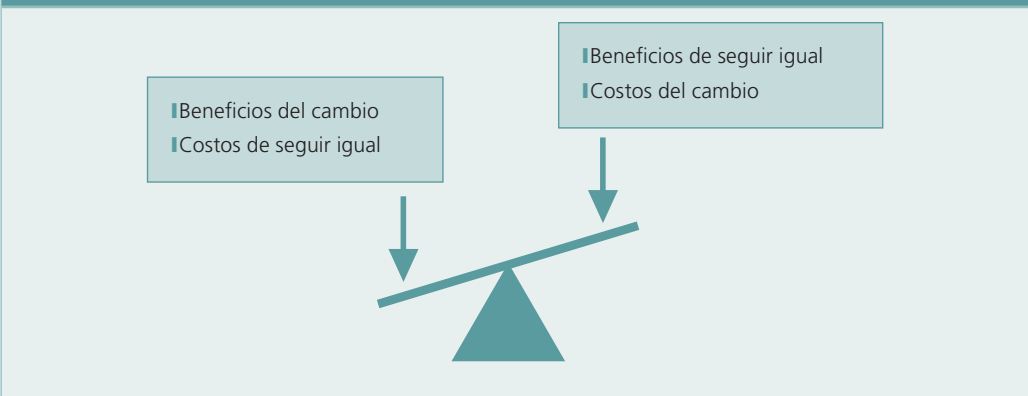 Beneficios del cambio
Costos de seguir igual
Beneficios de seguir igual
Costos del cambio